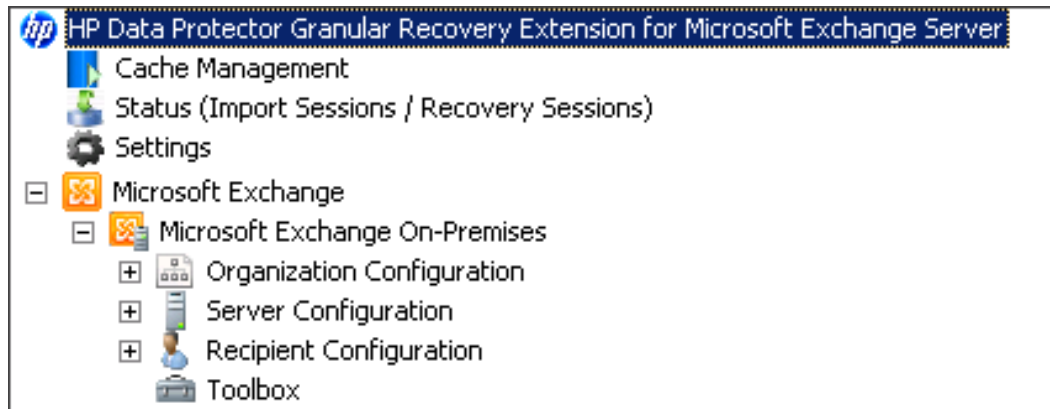 hp HP Data Protector Granular Recovery Extension for Microsoft Exchange Server
Cache Management
Status (Import Sessions / Recovery Sessions)
Settings
Microsoft Exchange
Microsoft Exchange On-Premises
Organization Configuration
Server Configuration
Recipient Configuration
Toolbox